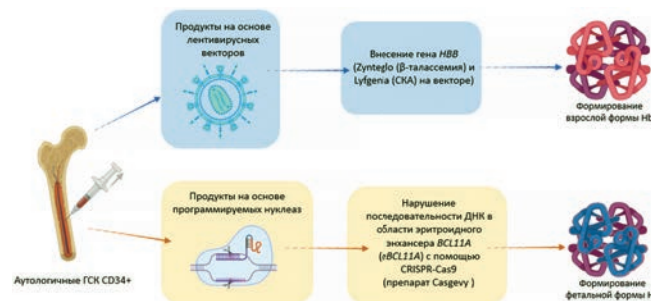 Продукты на основе
лентивирусных
векторов
Внесение гена HBB
(Zynteglo (β-талассемия) и
Lyfgenia (СКА) на векторе)
Формирование
взрослой формы Hb
Аутологичные ГСК CD34+
Продукты на основе
программируемых нуклеаз
Нарушение
последовательности ДНК в
области эритроидного
энхансера BCL11A
(eBCL11A) с помощью
CRISPR-Cas9
(препарат Casgevy )
Формирование
фетальной формы H